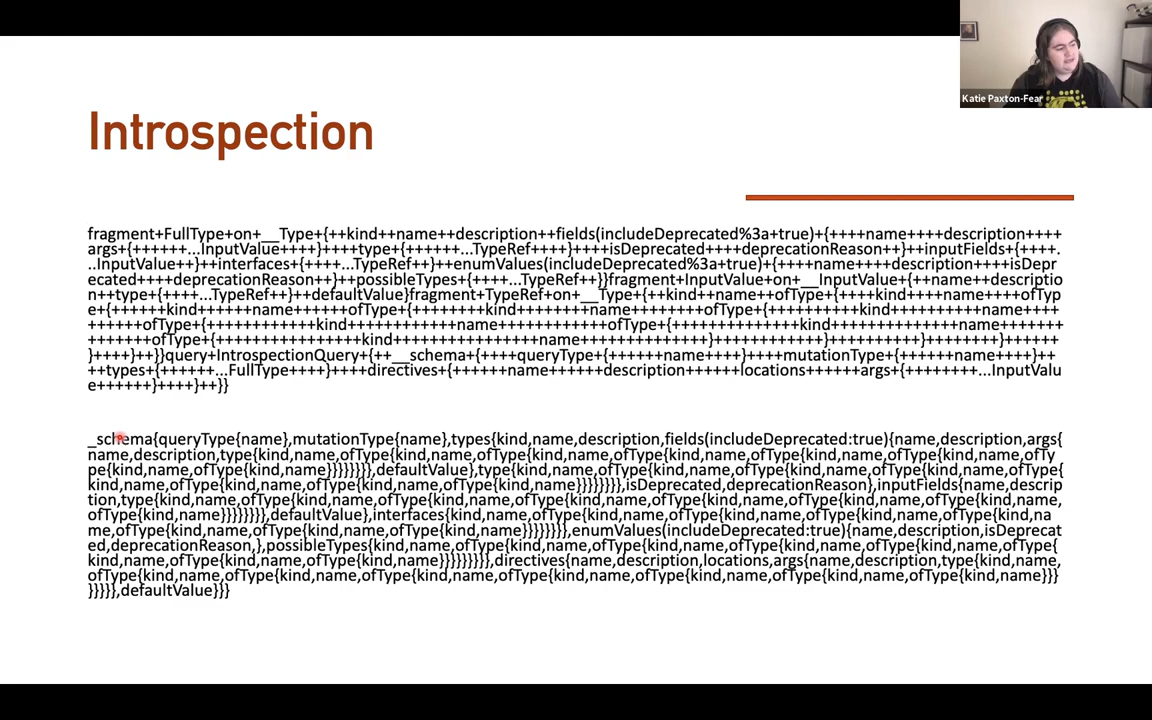 Katie Paxton-Fear
Introspection
fragment+FullType+on+__Type+{++kind++name++description++fields(includeDeprecated%3a+true)+{++++name++++description++++
args+{++++++...InputValue++++}++++type+{++++++...TypeRef++++}++++isDeprecated++++deprecationReason++}++inputFields+{++++.
..InputValue++}++interfaces+{++++...TypeRef++}++enumValues(includeDeprecated%3a+true)+{++++name++++description++++isDepr
ecated++++deprecationReason++}++possibleTypes+{++++...TypeRef++}}fragment+InputValue+on+__InputValue+{++name++descriptio
n++type+{++++...TypeRef++}++defaultValue}fragment+TypeRef+on+__Type+{++kind++name++ofType+{++++kind++++name++++ofTyp
e+{++++++kind++++++name++++++ofType+{++++++++kind++++++++name++++++++ofType+{++++++++++kind++++++++++name++++
++++++ofType+{++++++++++++kind++++++++++++name++++++++++++ofType+{++++++++++++++kind++++++++++++++name+++++++
+++++++ofType+{++++++++++++++++kind++++++++++++++++name++++++++++++++}++++++++++++}++++++++++}++++++++}++++++
}++++}++}}query+IntrospectionQuery+{++__schema+{++++queryType+{++++++name++++}++++mutationType+{++++++name++++}++
++types+{++++++...FullType++++}++++directives+{++++++name++++++description++++++locations++++++args+{++++++++...InputValu
e++++++}++++}++}}
_schema{queryType{name},mutationType{name},types{kind,name,description,fields(includeDeprecated:true){name,description,args{
name,description,type{kind,name,ofType{kind,name,ofType{kind,name,ofType{kind,name,ofType{kind,name,ofType{kind,name,ofTy
pe{kind,name,ofType{kind,name}}}}}}}},defaultValue},type{kind,name,ofType{kind,name,ofType{kind,name,ofType{kind,name,ofType{
kind,name,ofType{kind,name,ofType{kind,name,ofType{kind,name}}}}}}}},isDeprecated,deprecationReason},inputFields{name,descrip
tion,type{kind,name,ofType{kind,name,ofType{kind,name,ofType{kind,name,ofType{kind,name,ofType{kind,name,ofType{kind,name,
ofType{kind,name}}}}}}}},defaultValue},interfaces{kind,name,ofType{kind,name,ofType{kind,name,ofType{kind,name,ofType{kind,na
me,ofType{kind,name,ofType{kind,name,ofType{kind,name}}}}}}}},enumValues(includeDeprecated:true){name,description,isDeprecat
ed,deprecationReason,},possibleTypes{kind,name,ofType{kind,name,ofType{kind,name,ofType{kind,name,ofType{kind,name,ofType{
kind,name,ofType{kind,name,ofType{kind,name}}}}}}}}},directives{name,description,locations,args{name,description,type{kind,name,
ofType{kind,name,ofType{kind,name,ofType{kind,name,ofType{kind,name,ofType{kind,name,ofType{kind,name,ofType{kind,name}}}
}}}}},defaultValue}}}